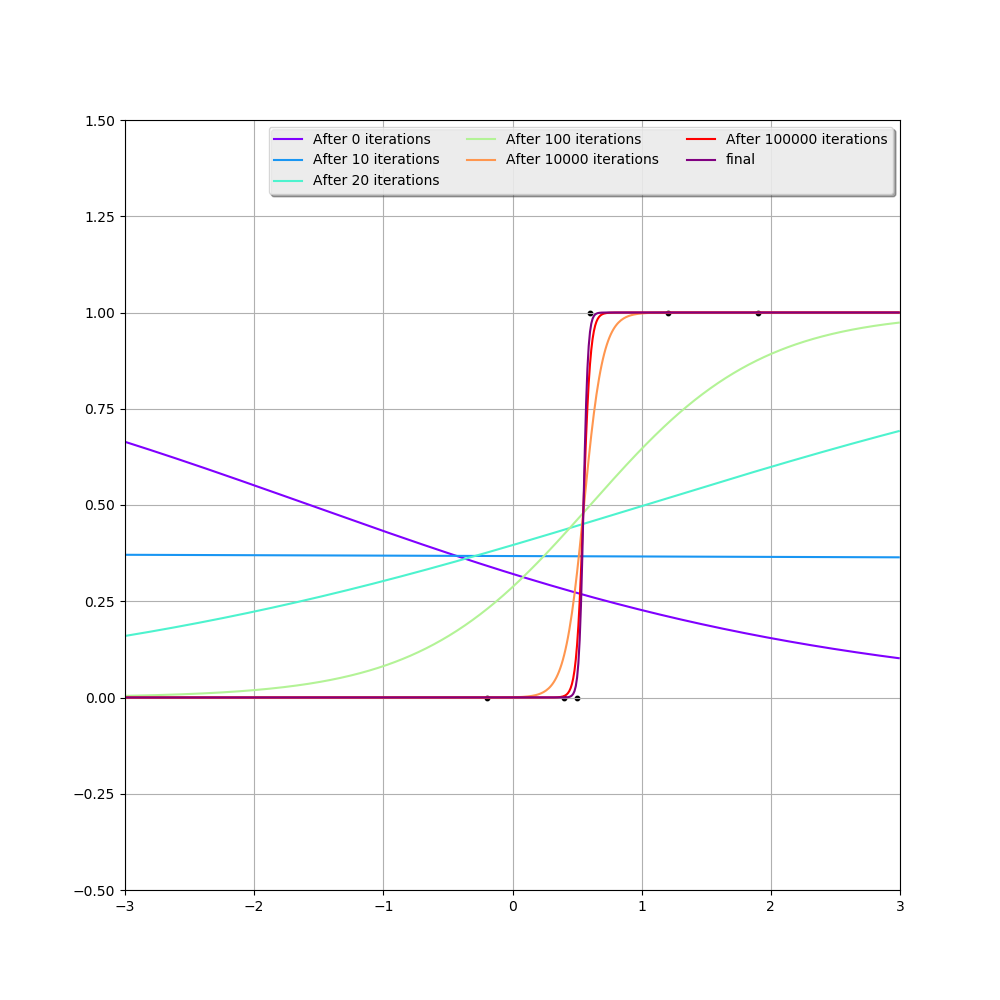 1.50
1.25
1.00
0.75
0.50
0.25
0.00
−0.25
−0.50
−3 −2 −1 0 1 2 3
After 0 iterations
After 10 iterations
After 20 iterations
After 100 iterations
After 10000 iterations
After 100000 iterations
final